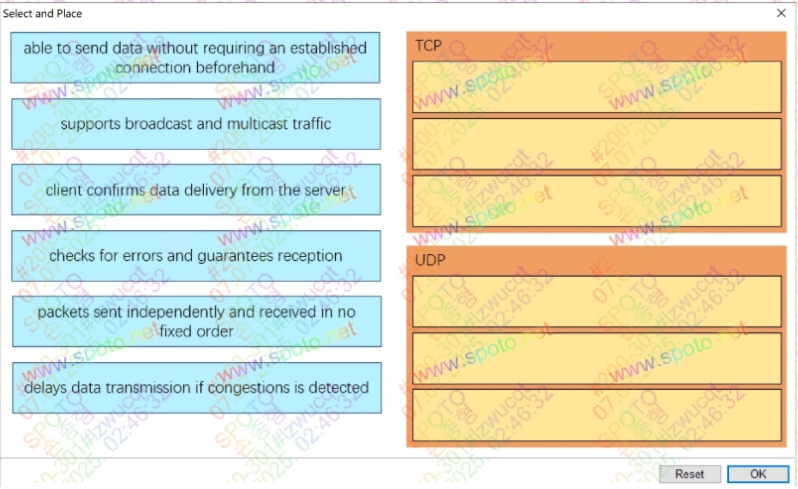 Select and Place
able to send data without requiring an established
connection beforehand
supports broadcast and multicast traffic
client confirms data delivery from the server
checks for errors and guarantees reception
packets sent independently and received in no
fixed order
delays data transmission if congestions is detected
TCP
UDP
Reset
OK
www.spoto.net